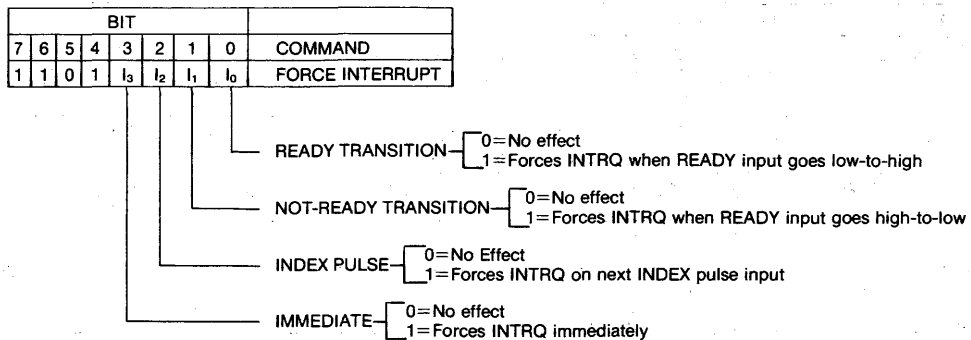 BIT
7 6 5 4 3 2 1 0 COMMAND
1 1 0 1 I₃ I₂ I₁ I₀ FORCE INTERRUPT
READY TRANSITION 0=No effect
1=Forces INTRQ when READY input goes low-to-high
NOT-READY TRANSITION 0=No effect
1=Forces INTRQ when READY input goes high-to-low
INDEX PULSE 0=No Effect
1=Forces INTRQ on next INDEX pulse input
IMMEDIATE 0=No effect
1=Forces INTRQ immediately